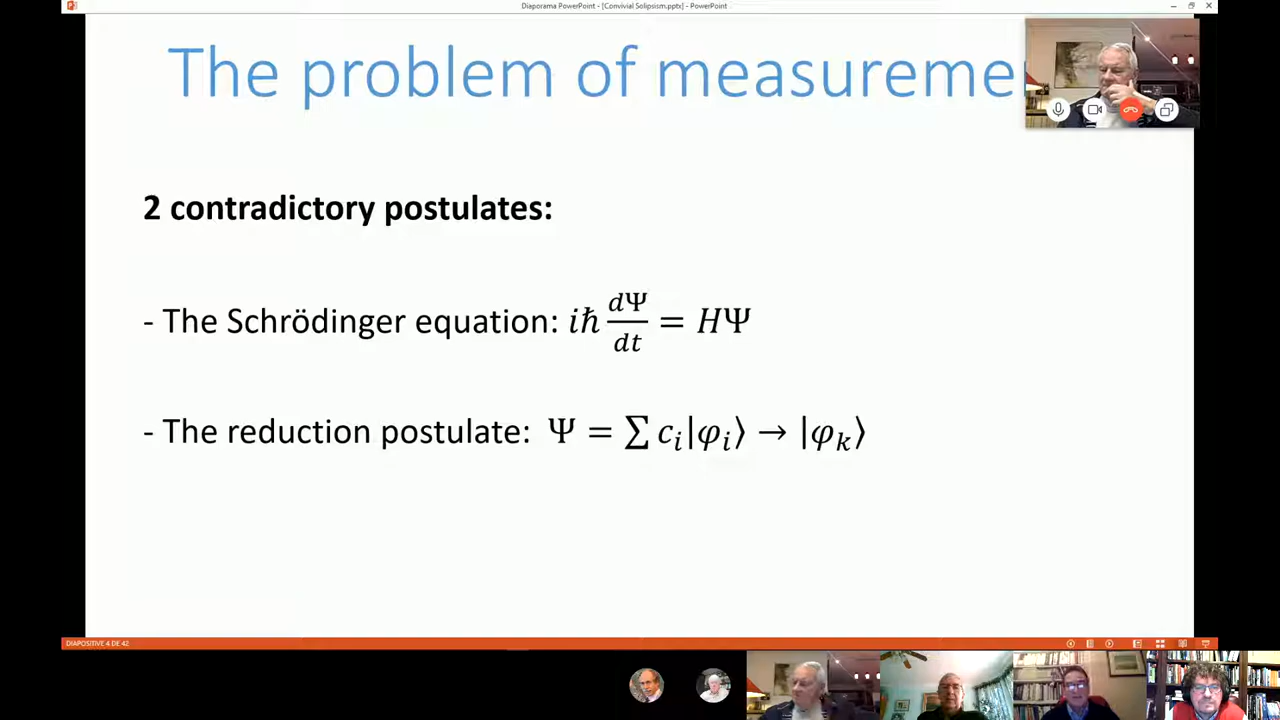 Diaporama PowerPoint - [Convivial Solipsism.pptx] - PowerPoint
The problem of measureme
2 contradictory postulates:
- The Schrödinger equation: iℏ dΨ/dt = HΨ
- The reduction postulate: Ψ = ∑ cᵢ|φᵢ⟩ → |φₖ⟩
DIAPOSITIVE 4 DE 42